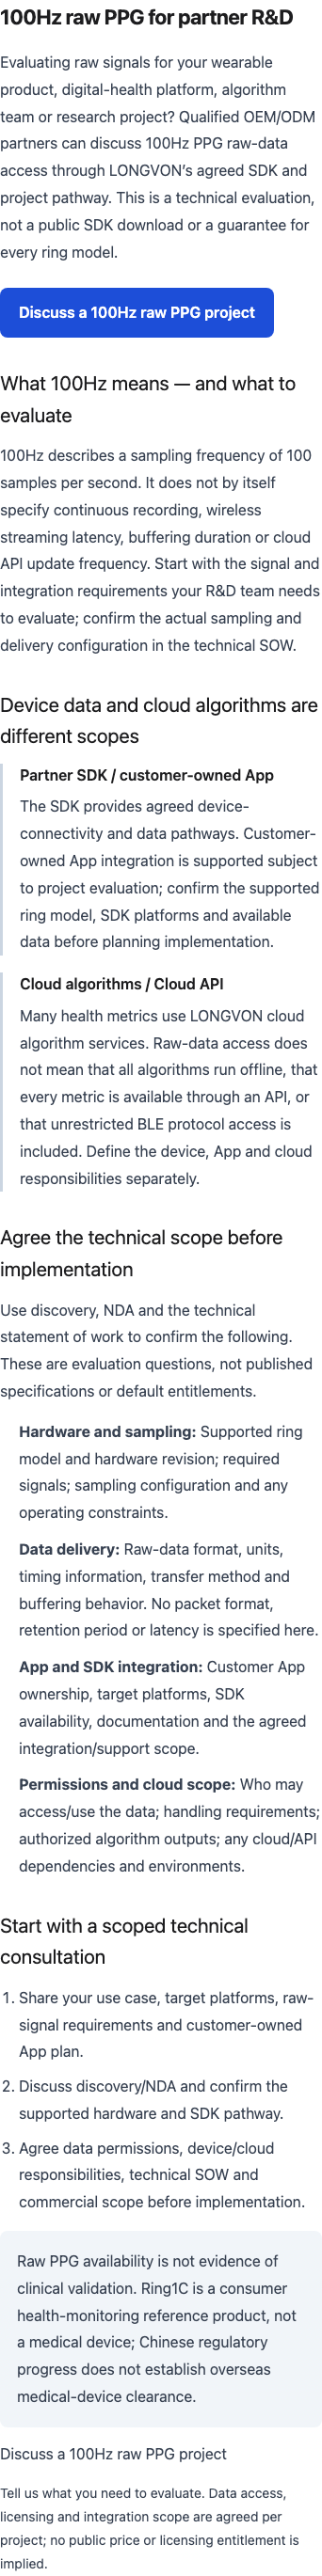 100Hz raw PPG for partner R&D
Evaluating raw signals for your wearable
product, digital-health platform, algorithm
team or research project? Qualified OEM/ODM
partners can discuss 100Hz PPG raw-data
access through LONGVON’s agreed SDK and
project pathway. This is a technical evaluation,
not a public SDK download or a guarantee for
every ring model.
Discuss a 100Hz raw PPG project
What 100Hz means — and what to
evaluate
100Hz describes a sampling frequency of 100
samples per second. It does not by itself
specify continuous recording, wireless
streaming latency, buffering duration or cloud
API update frequency. Start with the signal and
integration requirements your R&D team needs
to evaluate; confirm the actual sampling and
delivery configuration in the technical SOW.
Device data and cloud algorithms are
different scopes
Partner SDK / customer-owned App
The SDK provides agreed device-
connectivity and data pathways. Customer-
owned App integration is supported subject
to project evaluation; confirm the supported
ring model, SDK platforms and available
data before planning implementation.
Cloud algorithms / Cloud API
Many health metrics use LONGVON cloud
algorithm services. Raw-data access does
not mean that all algorithms run offline, that
every metric is available through an API, or
that unrestricted BLE protocol access is
included. Define the device, App and cloud
responsibilities separately.
Agree the technical scope before
implementation
Use discovery, NDA and the technical
statement of work to confirm the following.
These are evaluation questions, not published
specifications or default entitlements.
Hardware and sampling: Supported ring
model and hardware revision; required
signals; sampling configuration and any
operating constraints.
Data delivery: Raw-data format, units,
timing information, transfer method and
buffering behavior. No packet format,
retention period or latency is specified here.
App and SDK integration: Customer App
ownership, target platforms, SDK
availability, documentation and the agreed
integration/support scope.
Permissions and cloud scope: Who may
access/use the data; handling requirements;
authorized algorithm outputs; any cloud/API
dependencies and environments.
Start with a scoped technical
consultation
1. Share your use case, target platforms, raw-
signal requirements and customer-owned
App plan.
2. Discuss discovery/NDA and confirm the
supported hardware and SDK pathway.
3. Agree data permissions, device/cloud
responsibilities, technical SOW and
commercial scope before implementation.
Raw PPG availability is not evidence of
clinical validation. Ring1C is a consumer
health-monitoring reference product, not
a medical device; Chinese regulatory
progress does not establish overseas
medical-device clearance.
Discuss a 100Hz raw PPG project
Tell us what you need to evaluate. Data access,
licensing and integration scope are agreed per
project; no public price or licensing entitlement is
implied.